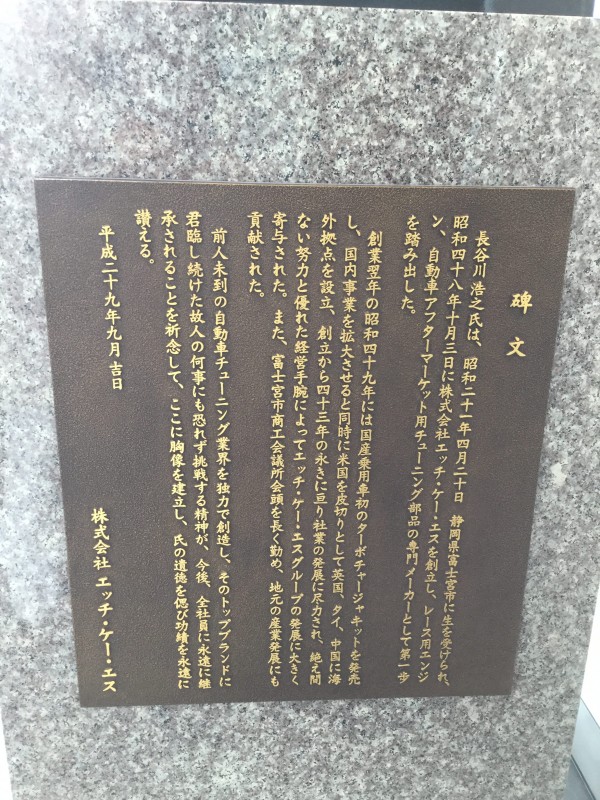 碑文
長谷川浩之氏は、昭和二十一年四月二十日 静岡県富士宮市に生を受けられ、
昭和四十八年十月三日に株式会社エッチ・ケー・エスを創立し、レース用エンジ
ン、自動車アフターマーケット用チューニング部品の専門メーカーとして第一歩
を踏み出した。
創業翌年の昭和四十九年には国産乗用車初のターボチャージャキットを発売
し、国内事業を拡大させると同時に米国を皮切りとして英国、タイ、中国に海
外拠点を設立、創立から四十三年の永きに亘り社業の発展に尽力され、絶え間
ない努力と優れた経営手腕によってエッチ・ケー・エスグループの発展に大きく
寄与された。また、富士宮市商工会議所会頭を長く勤め、地元の産業発展にも
貢献された。
前人未到の自動車チューニング業界を独力で創造し、そのトップブランドに
君臨し続けた故人の何事にも恐れず挑戦する精神が、今後、全社員に永遠に継
承されることを祈念して、ここに胸像を建立し、氏の遺徳を偲び功績を永遠に
讃える。
平成二十九年九月吉日
株式会社 エッチ・ケー・エス